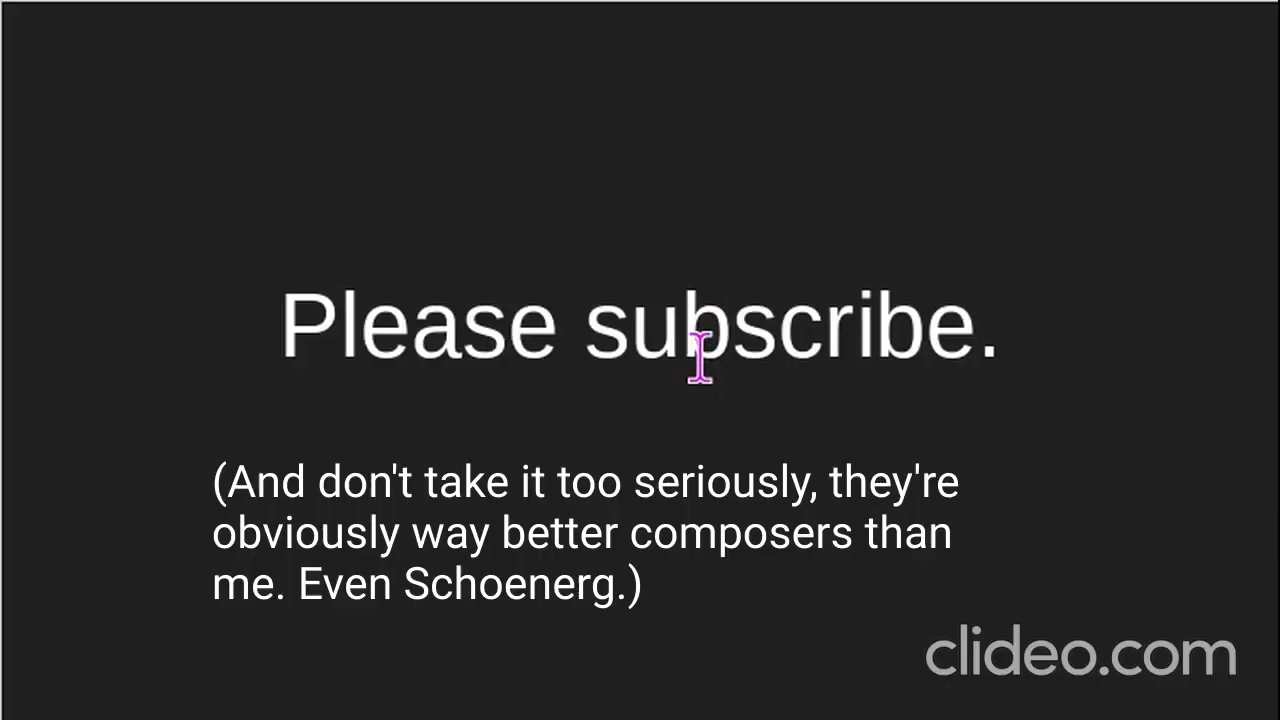 Please subscribe.
(And don't take it too seriously, they're
obviously way better composers than
me. Even Schoenerg.)
clideo.com